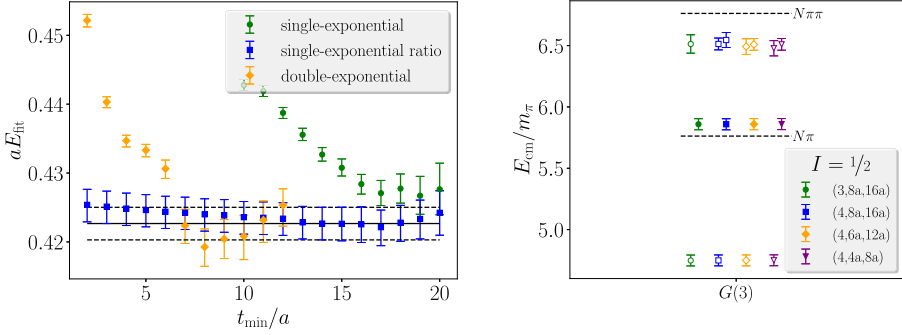 0.45
0.44
0.43
0.42
aE_fit
5
10
15
20
t_min/a
single-exponential
single-exponential ratio
double-exponential
6.5
6.0
5.5
5.0
E_cm/m_π
Nππ
Nπ
I = 1/2
(3,8a,16a)
(4,8a,16a)
(4,6a,12a)
(4,4a,8a)
G(3)